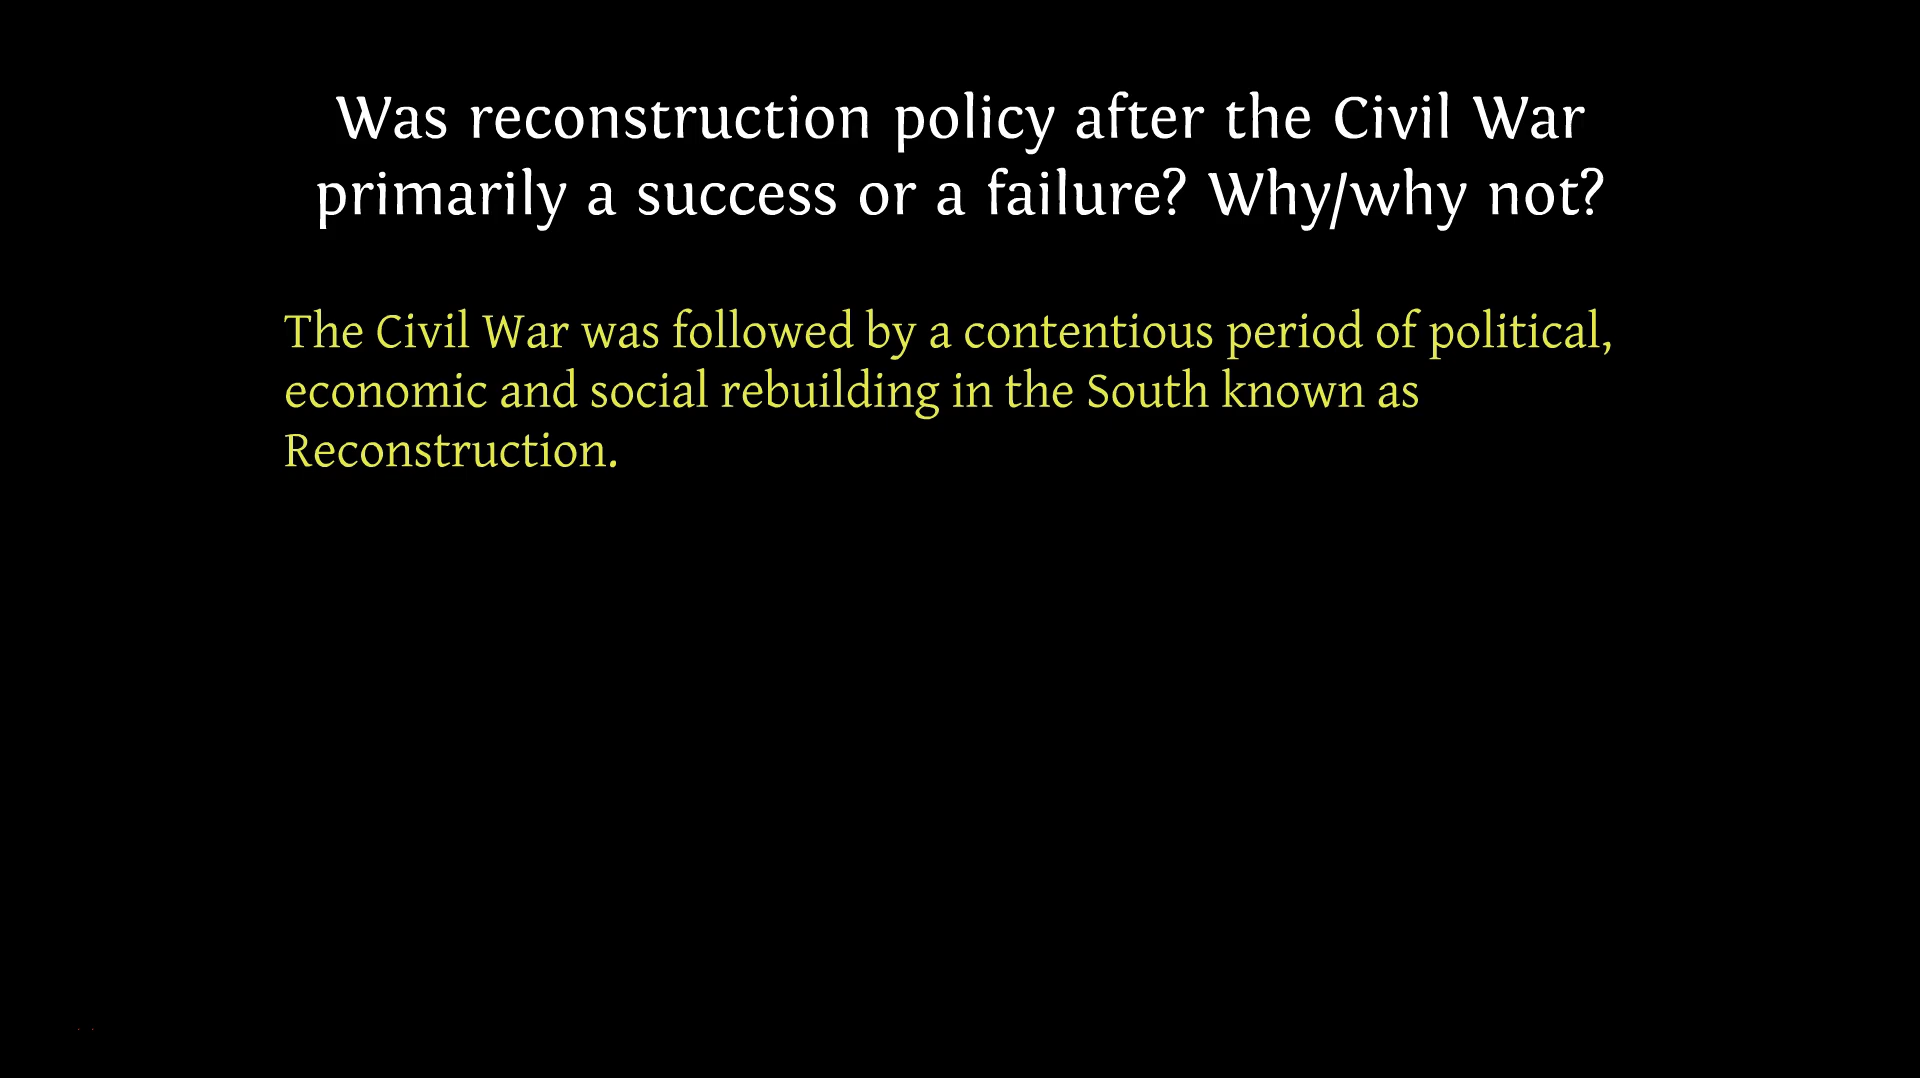 Was reconstruction policy after the Civil War
primarily a success or a failure? Why/why not?
The Civil War was followed by a contentious period of political,
economic and social rebuilding in the South known as
Reconstruction.